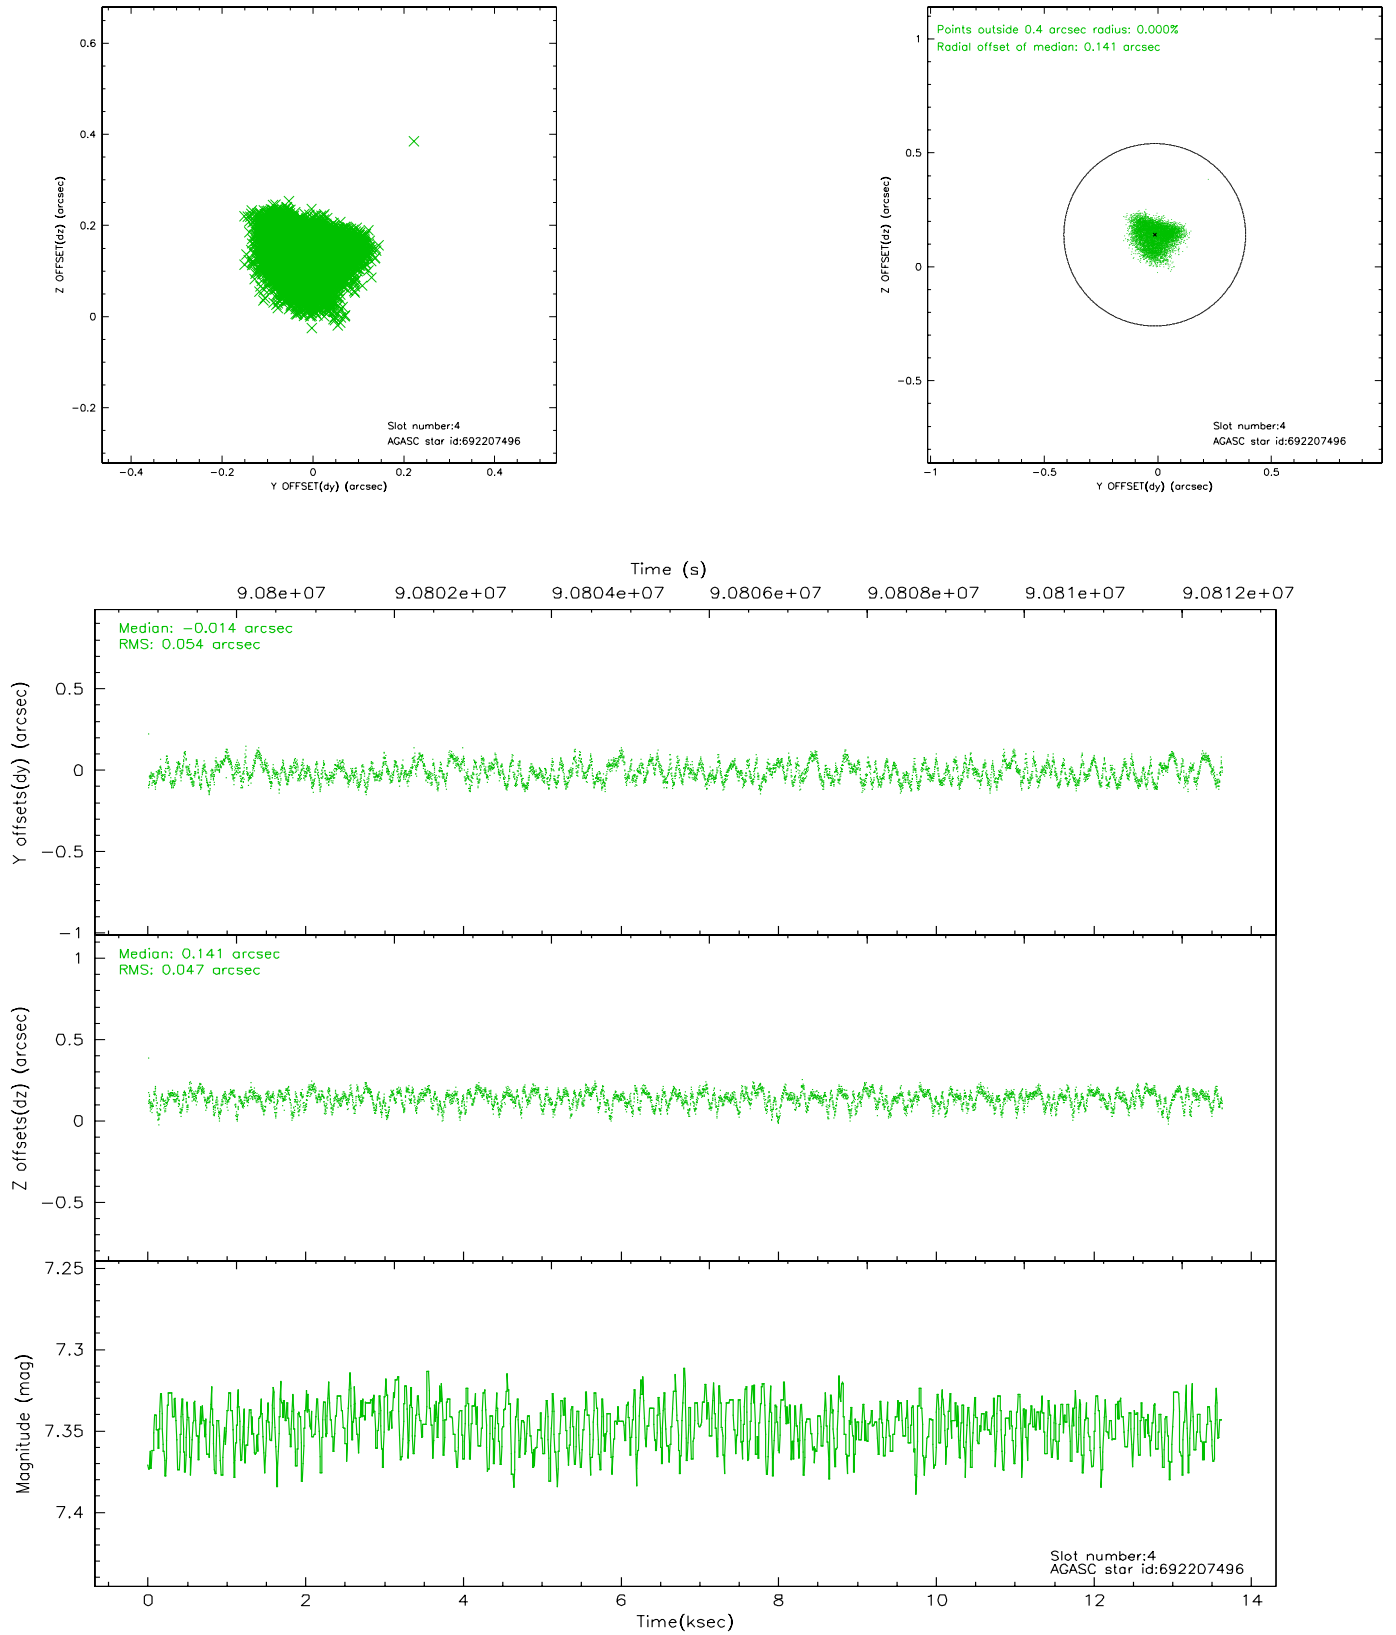 0.6
0.4
0.2
0
−0.2
Z OFFSET(dz) (arcsec)
Slot number:4
AGASC star id:692207496
−0.4 −0.2 0 0.2 0.4
Y OFFSET(dy) (arcsec)
Points outside 0.4 arcsec radius: 0.000%
Radial offset of median: 0.141 arcsec
1
0.5
0
−0.5
Z OFFSET(dz) (arcsec)
Slot number:4
AGASC star id:692207496
−1 −0.5 0 0.5
Y OFFSET(dy) (arcsec)
Time (s)
9.08e+07 9.0802e+07 9.0804e+07 9.0806e+07 9.0808e+07 9.081e+07 9.0812e+07
Median: −0.014 arcsec
RMS: 0.054 arcsec
0.5
0
−0.5
−1
Y offsets(dy) (arcsec)
Median: 0.141 arcsec
RMS: 0.047 arcsec
1
0.5
0
−0.5
Z offsets(dz) (arcsec)
7.25
7.3
7.35
7.4
Magnitude (mag)
Slot number:4
AGASC star id:692207496
0 2 4 6 8 10 12 14
Time(ksec)